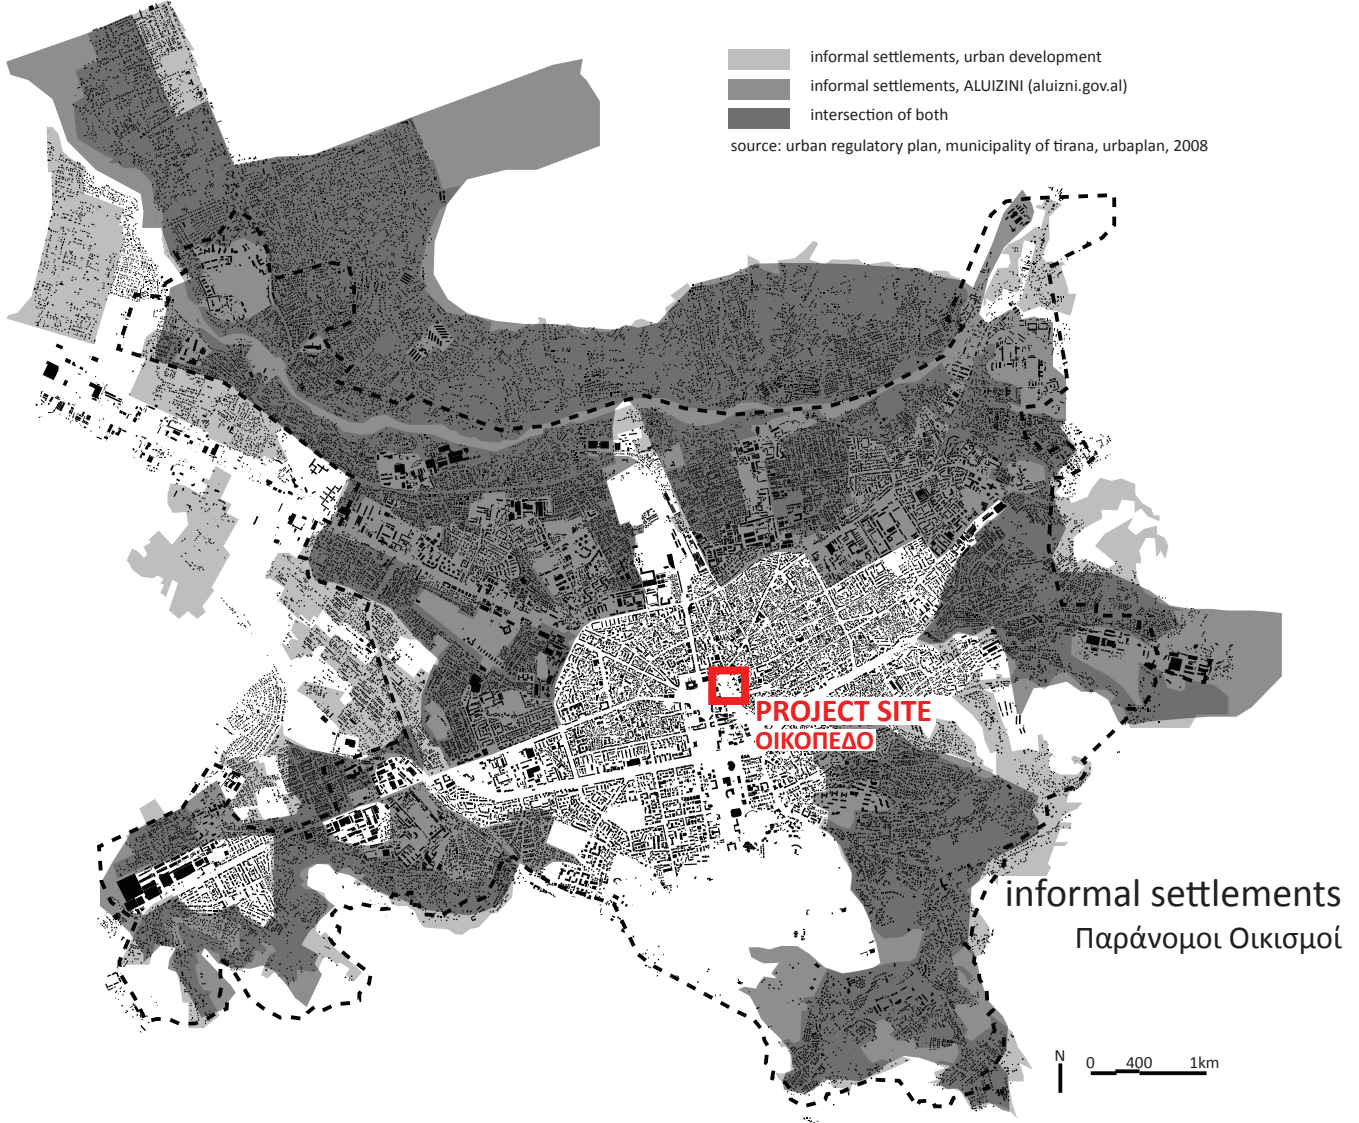 informal settlements, urban development
informal settlements, ALUIZINI (aluizni.gov.al)
intersection of both
source: urban regulatory plan, municipality of tirana, urbaplan, 2008
PROJECT SITE
ΟΙΚΟΠΕΔΟ
informal settlements
Παράνομοι Οικισμοί
N
0 400 1km